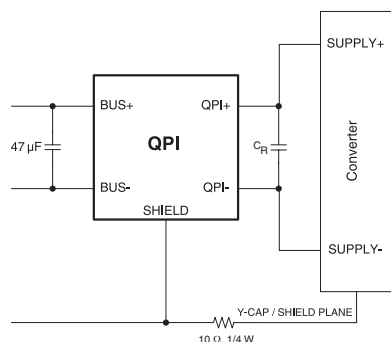 SUPPLY+
BUS+
QPI+
47 µF
QPI
CR
Converter
BUS-
QPI-
SHIELD
SUPPLY-
Y-CAP / SHIELD PLANE
10 Ω, 1/4 W